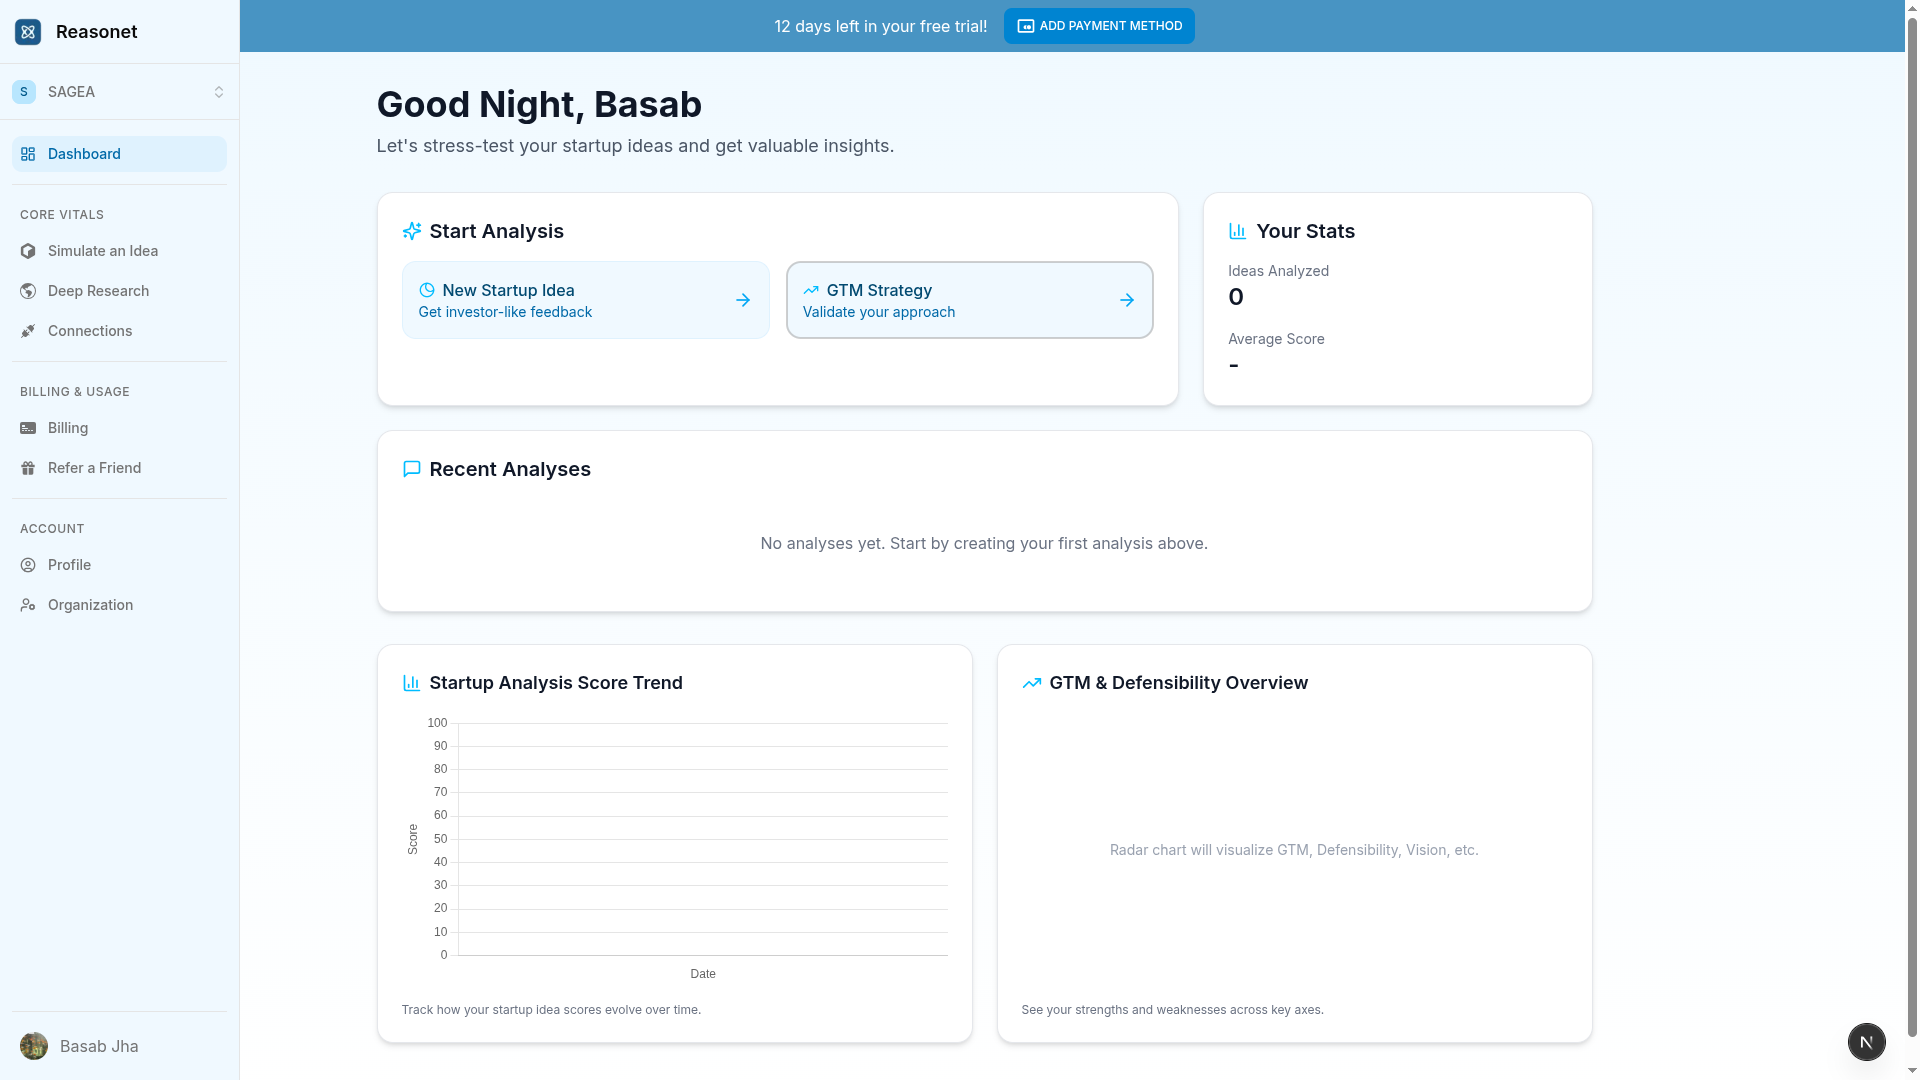 Reasonet
S SAGEA
Dashboard
CORE VITALS
Simulate an Idea
Deep Research
Connections
BILLING & USAGE
Billing
Refer a Friend
ACCOUNT
Profile
Organization
Basab Jha
12 days left in your free trial! ADD PAYMENT METHOD
Good Night, Basab
Let's stress-test your startup ideas and get valuable insights.
Start Analysis
New Startup Idea
Get investor-like feedback
GTM Strategy
Validate your approach
Your Stats
Ideas Analyzed
0
Average Score
-
Recent Analyses
No analyses yet. Start by creating your first analysis above.
Startup Analysis Score Trend
100
90
80
70
60
50
40
30
20
10
0
Score
Date
Track how your startup idea scores evolve over time.
GTM & Defensibility Overview
Radar chart will visualize GTM, Defensibility, Vision, etc.
See your strengths and weaknesses across key axes.
N